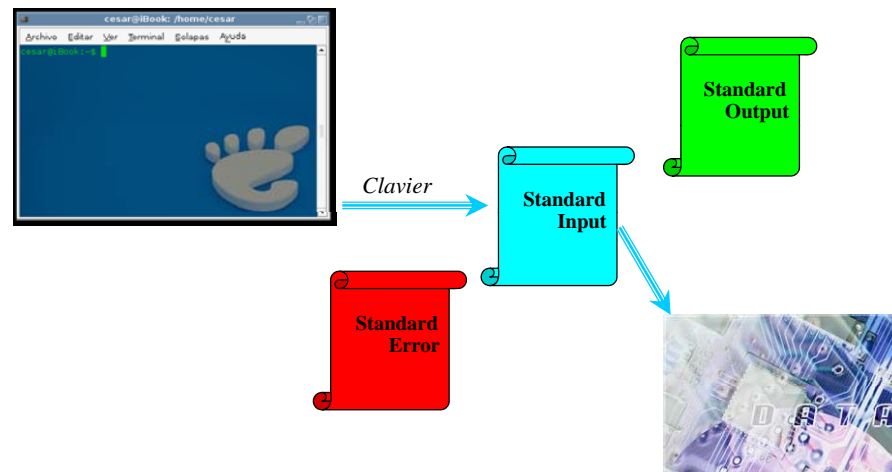 cesar@iBook: /home/cesar
Archivo Editar Ver Terminal Solapas Ayuda
cesar@iBook:~$
Standard
Output
Clavier
Standard
Input
Standard
Error
DATA